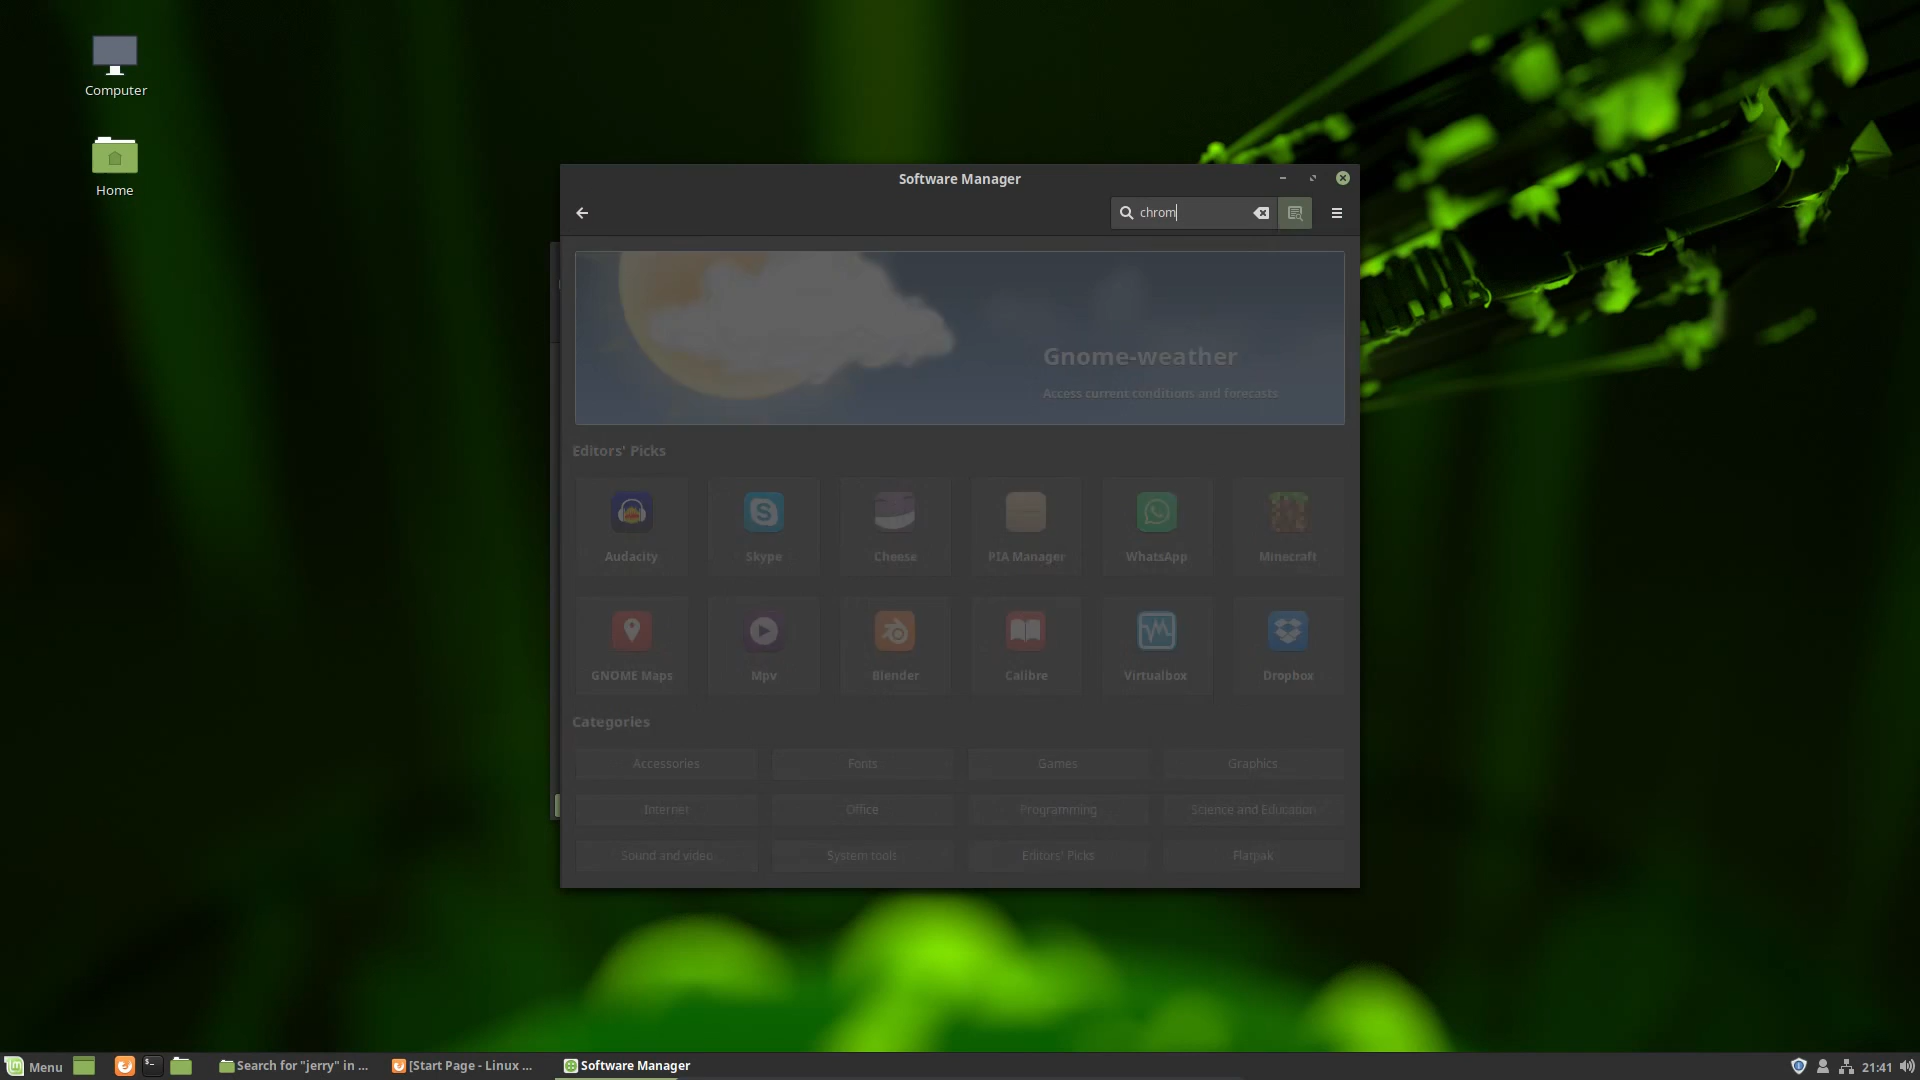 Computer
Home
Software Manager
chrom
Gnome-weather
Access current conditions and forecasts
Editors' Picks
Audacity
Skype
Cheese
PIA Manager
WhatsApp
Minecraft
GNOME Maps
Mpv
Blender
Calibre
Virtualbox
Dropbox
Categories
Accessories
Fonts
Games
Graphics
Internet
Office
Programming
Science and Education
Sound and video
System tools
Editors' Picks
Flatpak
Menu
Search for "jerry" in ...
[Start Page - Linux ...
Software Manager
21:41